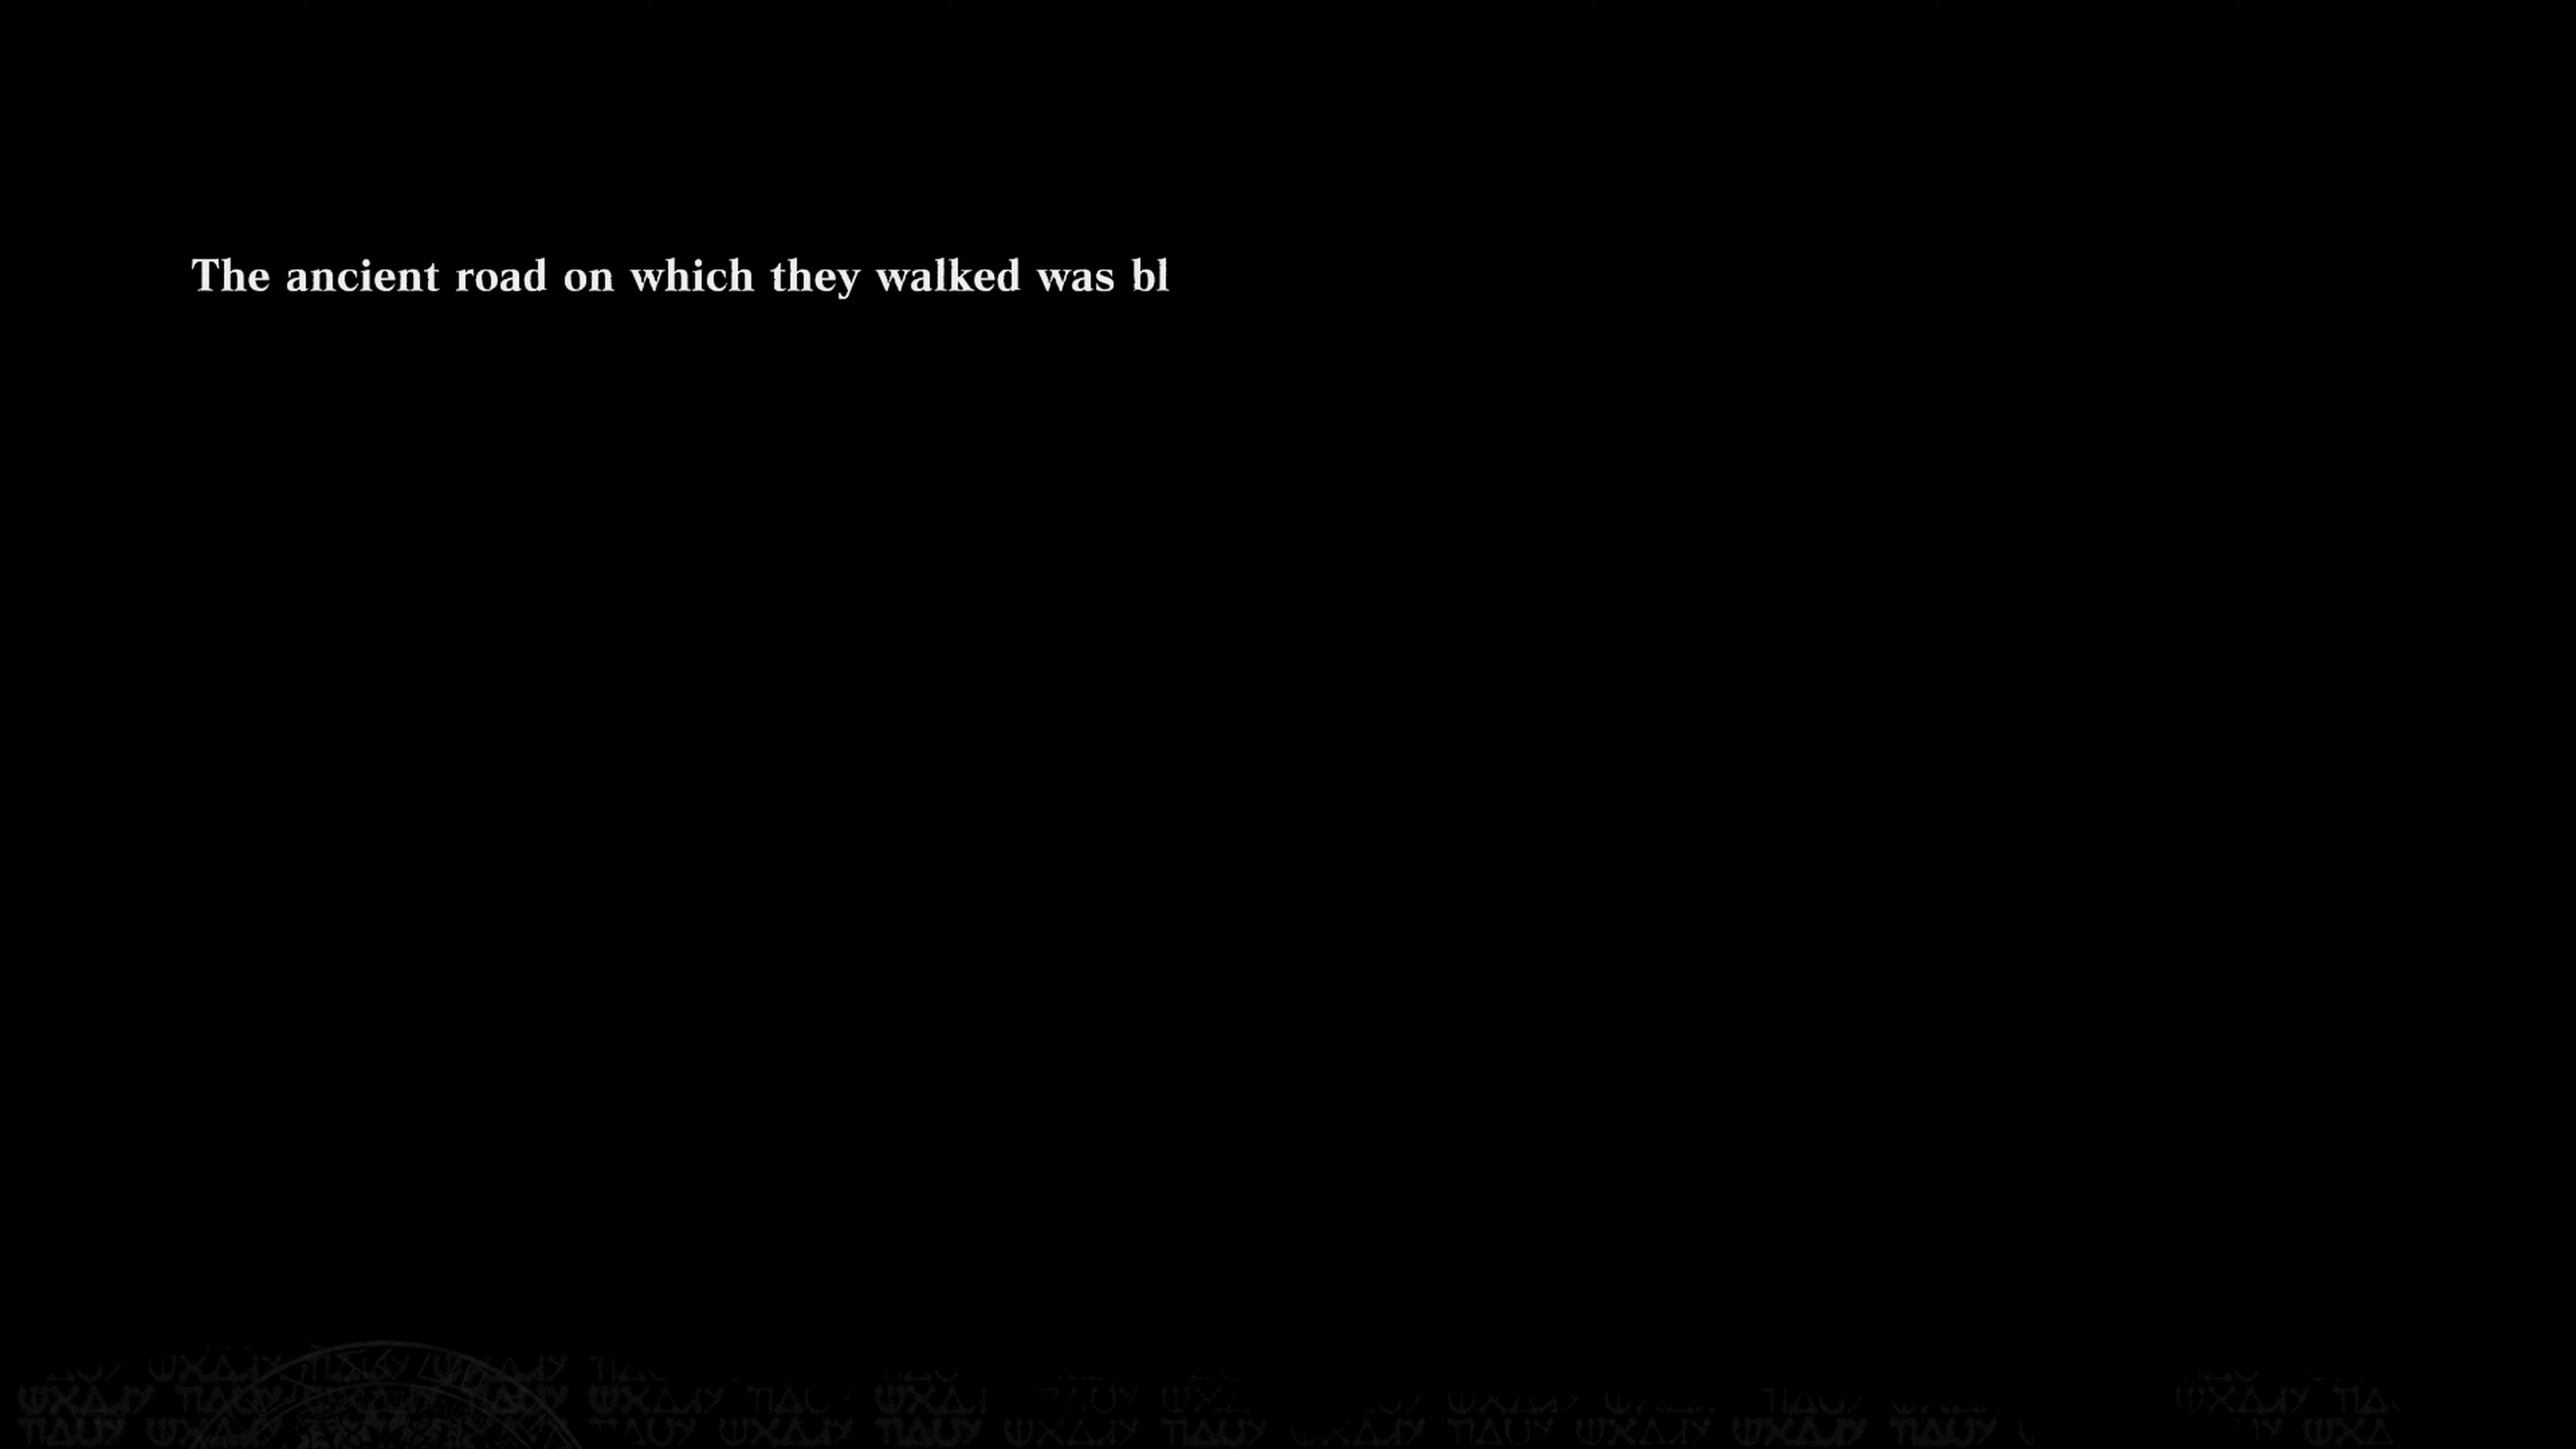 The ancient road on which they walked was bl